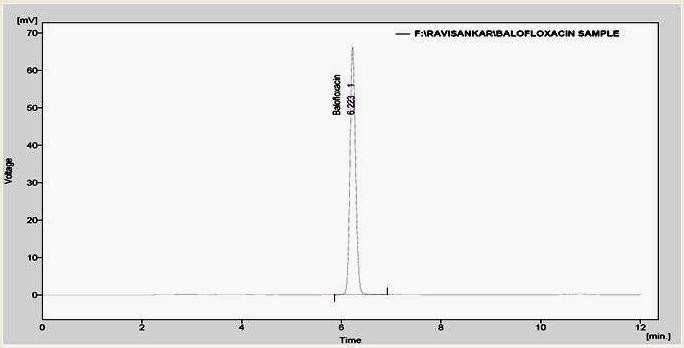 [mV]
F:\RAVISANKAR\BALOFLOXACIN SAMPLE
70
60
50
40
30
20
10
0
Voltage
Balofloxacin
6.223 1
0 2 4 6 8 10 12
Time
[min.]